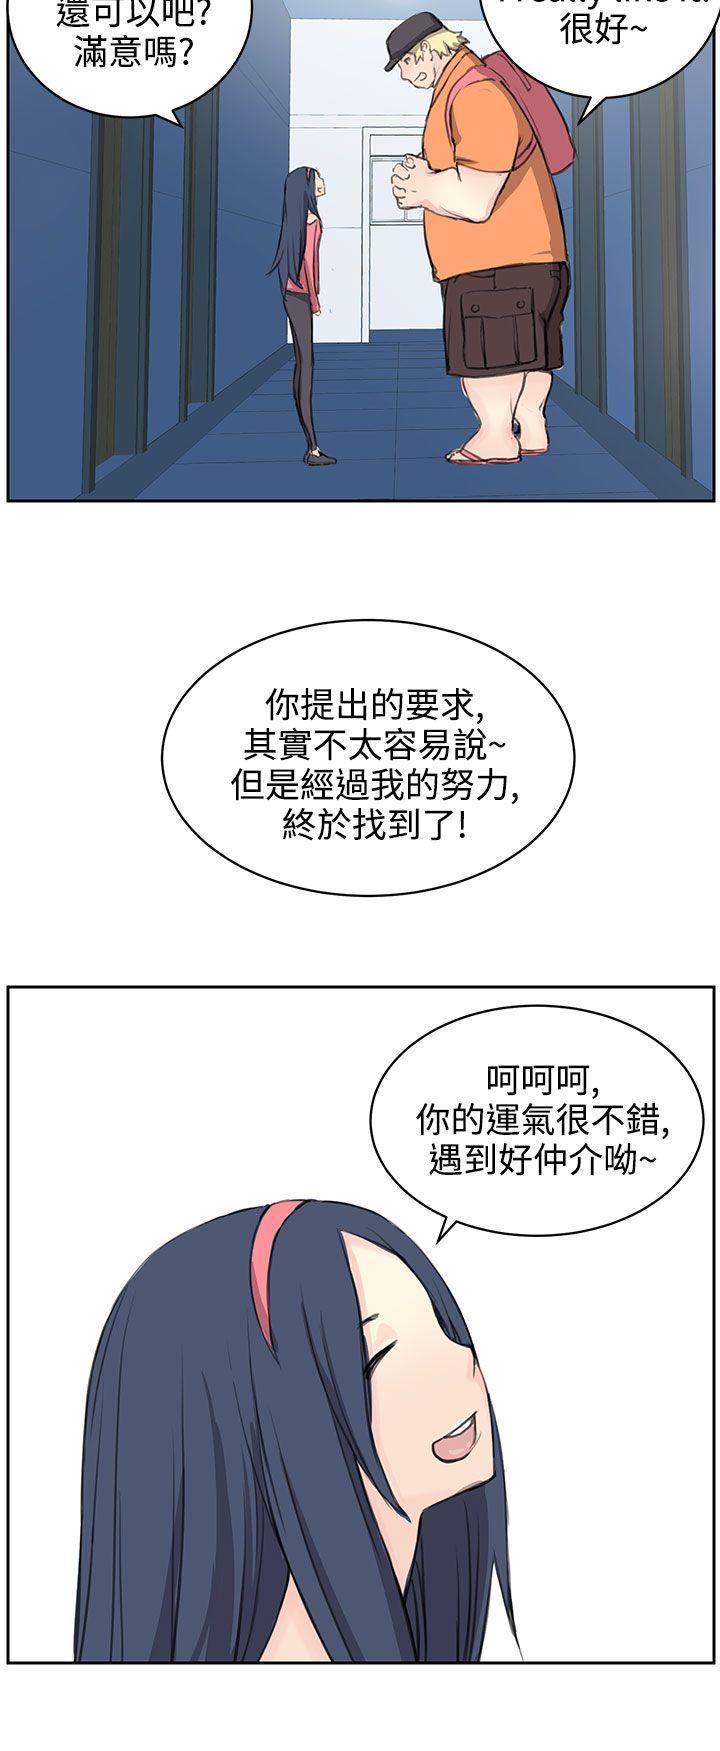 還可以吧?
滿意嗎?
很好~
你提出的要求,
其實不太容易說~
但是經過我的努力,
終於找到了!
呵呵呵,
你的運氣很不錯,
遇到好仲介呦~